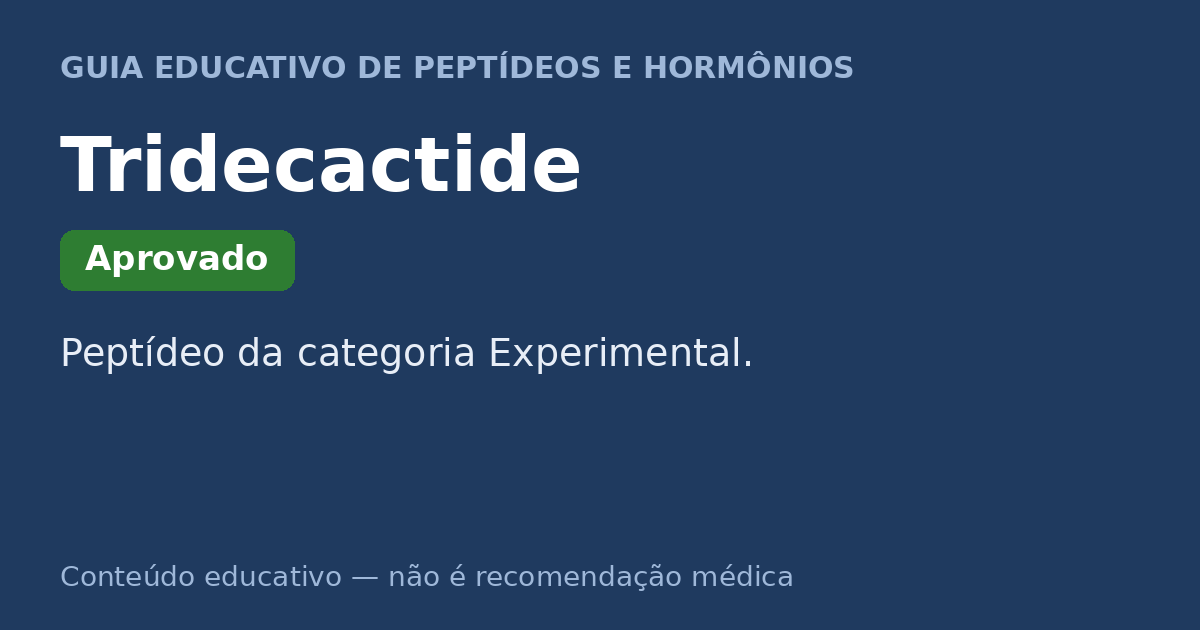 GUIA EDUCATIVO DE PEPTÍDEOS E HORMÔNIOS
Tridecactide
Aprovado
Peptídeo da categoria Experimental.
Conteúdo educativo — não é recomendação médica